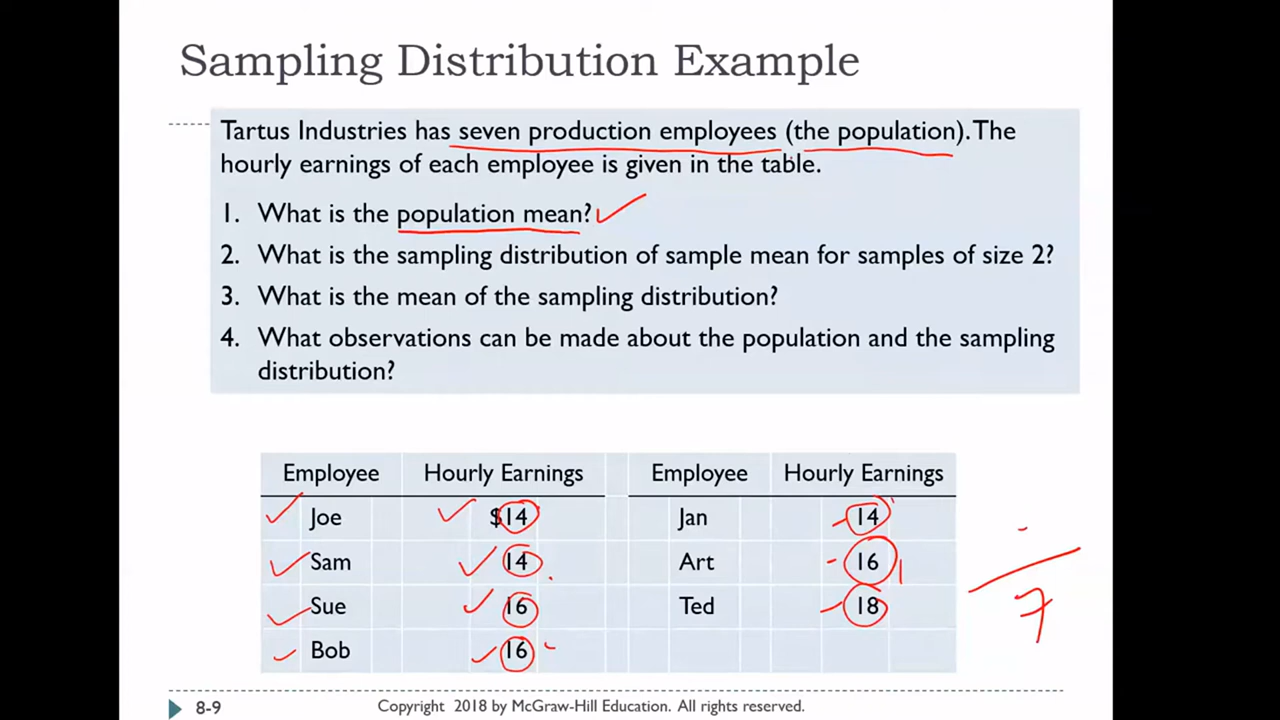 Sampling Distribution Example
Tartus Industries has seven production employees (the population). The
hourly earnings of each employee is given in the table.
1. What is the population mean?
2. What is the sampling distribution of sample mean for samples of size 2?
3. What is the mean of the sampling distribution?
4. What observations can be made about the population and the sampling
distribution?
Employee Hourly Earnings Employee Hourly Earnings
Joe $14 Jan 14
Sam 14 Art 16
Sue 16 Ted 18
Bob 16
7
8-9 Copyright 2018 by McGraw-Hill Education. All rights reserved.